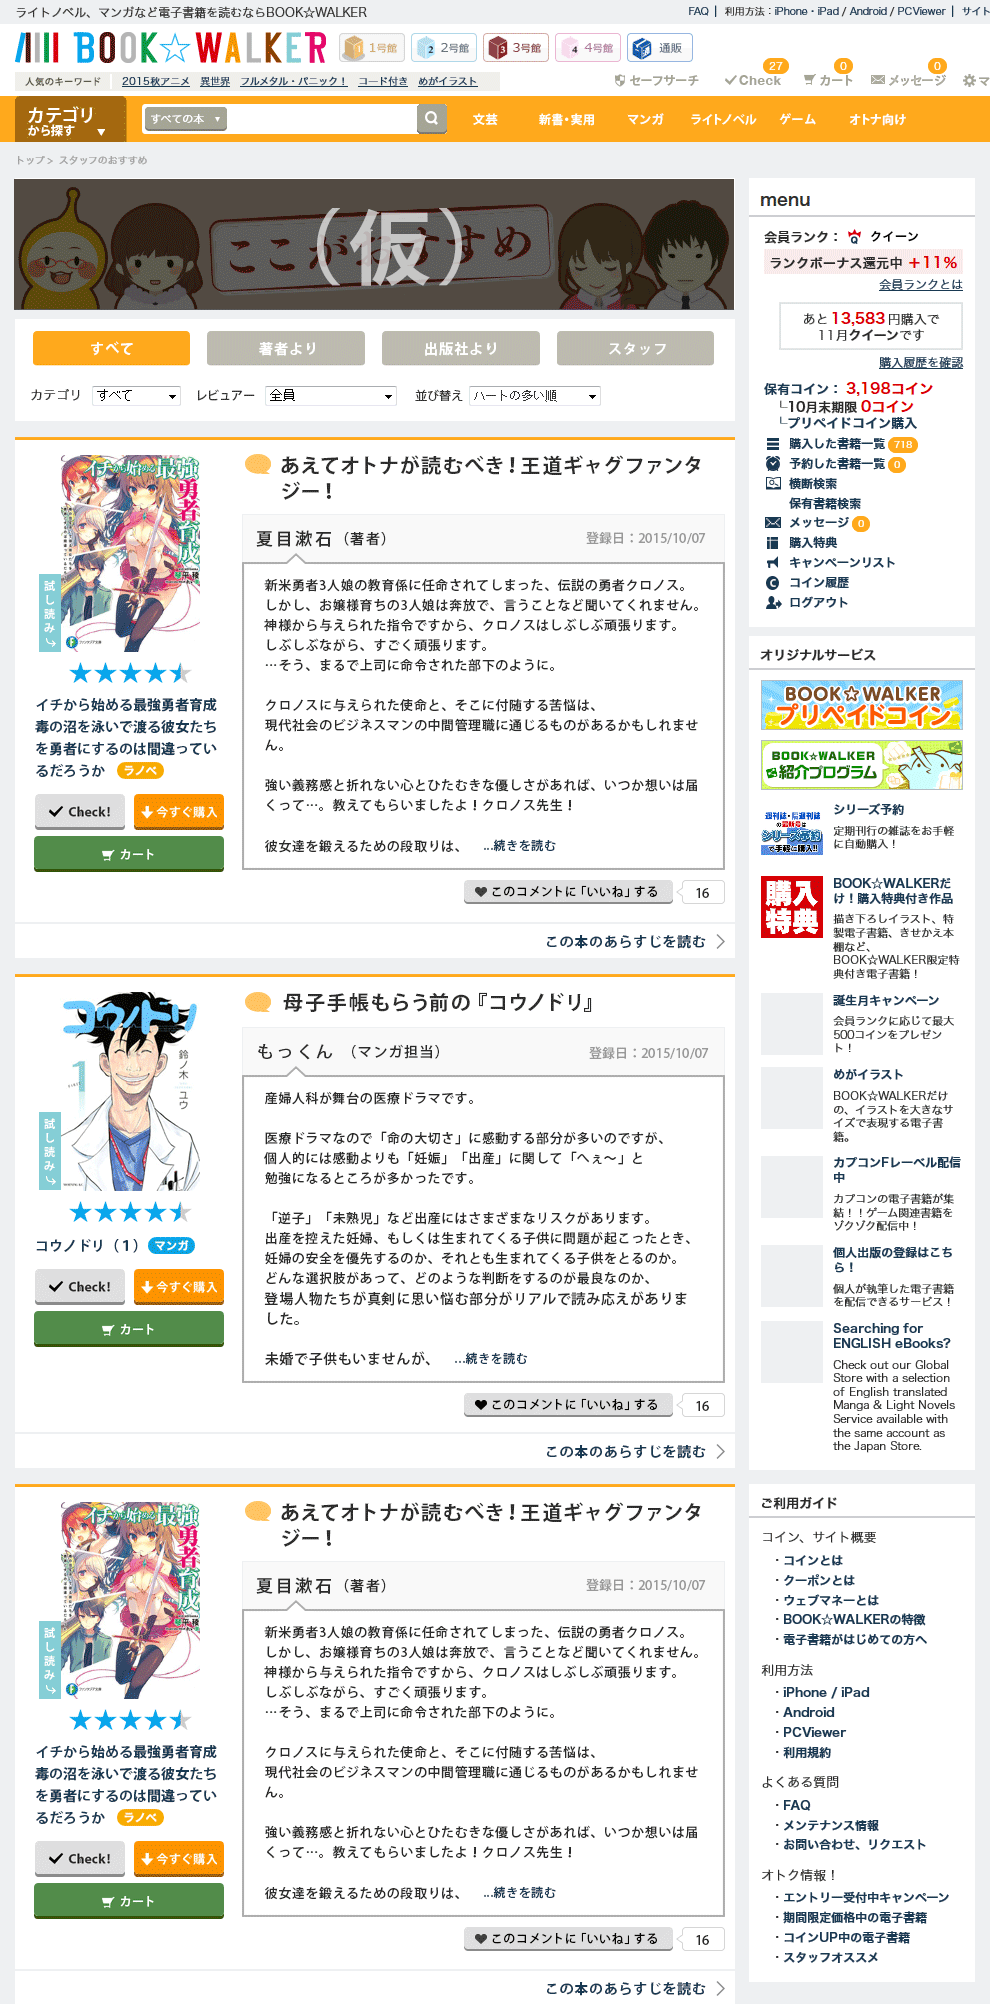 ライトノベル、マンガなど電子書籍を読むならBOOK☆WALKER
FAQ | 利用方法：iPhone・iPad / Android / PCViewer | サイト
BOOK☆WALKER
1号館 2号館 3号館 4号館 通販
人気のキーワード 2015秋アニメ 異世界 フルメタル・パニック！ コード付き めがイラスト
27 0 0
セーフサーチ Check カート メッセージ マ
カテゴリ
から探す ▼
すべての本 ▼
文芸 新書・実用 マンガ ライトノベル ゲーム オトナ向け
トップ > スタッフのおすすめ
ここがおすすめ
（仮）
すべて 著者より 出版社より スタッフ
カテゴリ すべて レビュアー 全員 並び替え ハートの多い順
イチから始める最強勇者育成
試し読み
イチから始める最強勇者育成
毒の沼を泳いで渡る彼女たち
を勇者にするのは間違ってい
るだろうか ラノベ
Check! 今すぐ購入
カート
あえてオトナが読むべき！王道ギャグファンタ
ジー！
夏目漱石（著者） 登録日：2015/10/07
新米勇者3人娘の教育係に任命されてしまった、伝説の勇者クロノス。
しかし、お嬢様育ちの3人娘は奔放で、言うことなど聞いてくれません。
神様から与えられた指令ですから、クロノスはしぶしぶ頑張ります。
しぶしぶながら、すごく頑張ります。
…そう、まるで上司に命令された部下のように。
クロノスに与えられた使命と、そこに付随する苦悩は、
現代社会のビジネスマンの中間管理職に通じるものがあるかもしれませ
ん。
強い義務感と折れない心とひたむきな優しさがあれば、いつか想いは届
くって…。教えてもらいましたよ！クロノス先生！
彼女達を鍛えるための段取りは、 ...続きを読む
このコメントに「いいね」する 16
この本のあらすじを読む
コウノドリ
1
鈴ノ木ユウ
試し読み
コウノドリ（１） マンガ
Check! 今すぐ購入
カート
母子手帳もらう前の『コウノドリ』
もっくん （マンガ担当） 登録日：2015/10/07
産婦人科が舞台の医療ドラマです。
医療ドラマなので「命の大切さ」に感動する部分が多いのですが、
個人的には感動よりも「妊娠」「出産」に関して「へぇ～」と
勉強になるところが多かったです。
「逆子」「未熟児」など出産にはさまざまなリスクがあります。
出産を控えた妊婦、もしくは生まれてくる子供に問題が起こったとき、
妊婦の安全を優先するのか、それとも生まれてくる子供をとるのか。
どんな選択肢があって、どのような判断をするのが最良なのか、
登場人物たちが真剣に思い悩む部分がリアルで読み応えがありま
した。
未婚で子供もいませんが、 ...続きを読む
このコメントに「いいね」する 16
この本のあらすじを読む
イチから始める最強勇者育成
試し読み
イチから始める最強勇者育成
毒の沼を泳いで渡る彼女たち
を勇者にするのは間違ってい
るだろうか ラノベ
Check! 今すぐ購入
カート
あえてオトナが読むべき！王道ギャグファンタ
ジー！
夏目漱石（著者） 登録日：2015/10/07
新米勇者3人娘の教育係に任命されてしまった、伝説の勇者クロノス。
しかし、お嬢様育ちの3人娘は奔放で、言うことなど聞いてくれません。
神様から与えられた指令ですから、クロノスはしぶしぶ頑張ります。
しぶしぶながら、すごく頑張ります。
…そう、まるで上司に命令された部下のように。
クロノスに与えられた使命と、そこに付随する苦悩は、
現代社会のビジネスマンの中間管理職に通じるものがあるかもしれませ
ん。
強い義務感と折れない心とひたむきな優しさがあれば、いつか想いは届
くって…。教えてもらいましたよ！クロノス先生！
彼女達を鍛えるための段取りは、 ...続きを読む
このコメントに「いいね」する 16
この本のあらすじを読む
menu
会員ランク： クイーン
ランクボーナス還元中 +11%
会員ランクとは
あと13,583円購入で
11月クイーンです
購入履歴を確認
保有コイン： 3,198コイン
└10月末期限 0コイン
└プリペイドコイン購入
購入した書籍一覧 718
予約した書籍一覧 0
横断検索
保有書籍検索
メッセージ 0
購入特典
キャンペーンリスト
コイン履歴
ログアウト
オリジナルサービス
BOOK☆WALKER
プリペイドコイン
BOOK☆WALKER
紹介プログラム
週刊誌・隔週刊誌
の最新号は
シリーズ予約
で手軽に購入!!
シリーズ予約
定期刊行の雑誌をお手軽
に自動購入！
購入
特典
BOOK☆WALKERだ
け！購入特典付き作品
描き下ろしイラスト、特
製電子書籍、きせかえ本
棚など、
BOOK☆WALKER限定特
典付き電子書籍！
誕生月キャンペーン
会員ランクに応じて最大
500コインをプレゼン
ト！
めがイラスト
BOOK☆WALKERだけ
の、イラストを大きなサ
イズで表現する電子書
籍。
カプコンFレーベル配信
中
カプコンの電子書籍が集
結！！ゲーム関連書籍を
ゾクゾク配信中！
個人出版の登録はこち
ら！
個人が執筆した電子書籍
を配信できるサービス！
Searching for
ENGLISH eBooks?
Check out our Global
Store with a selection
of English translated
Manga & Light Novels
Service available with
the same account as
the Japan Store.
ご利用ガイド
コイン、サイト概要
・コインとは
・クーポンとは
・ウェブマネーとは
・BOOK☆WALKERの特徴
・電子書籍がはじめての方へ
利用方法
・iPhone / iPad
・Android
・PCViewer
・利用規約
よくある質問
・FAQ
・メンテナンス情報
・お問い合わせ、リクエスト
オトク情報！
・エントリー受付中キャンペーン
・期間限定価格中の電子書籍
・コインUP中の電子書籍
・スタッフオススメ